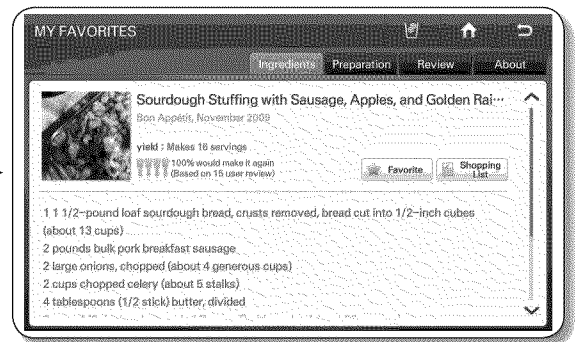 MY FAVORITES
Ingredients Preparation Review About
Sourdough Stuffing with Sausage, Apples, and Golden Rai···
Bon Appétit, November 2009
yield : Makes 16 servings
100% would make it again
(Based on 15 user review)
Favorite
Shopping
List
1 1 1/2-pound loaf sourdough bread, crusts removed, bread cut into 1/2-inch cubes
(about 13 cups)
2 pounds bulk pork breakfast sausage
2 large onions, chopped (about 4 generous cups)
2 cups chopped celery (about 5 stalks)
4 tablespoons (1/2 stick) butter, divided